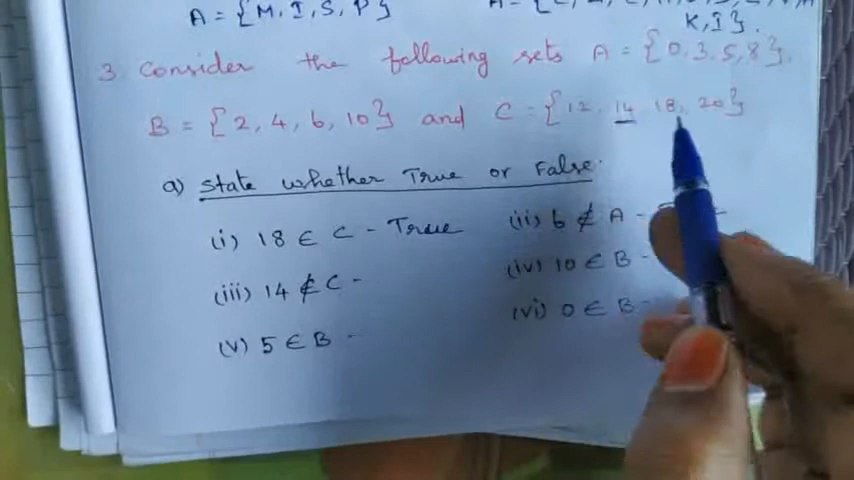 A = {M, I, S, P}
K, I}.
3. Consider the following sets A = {0, 3, 5, 8},
B = {2, 4, 6, 10} and C = {12, 14, 18, 20}
a) State whether True or False.
(i) 18 ∈ C - True (ii) 6 ∉ A -
(iii) 14 ∉ C - (iv) 10 ∈ B -
(v) 5 ∈ B - (vi) 0 ∈ B -